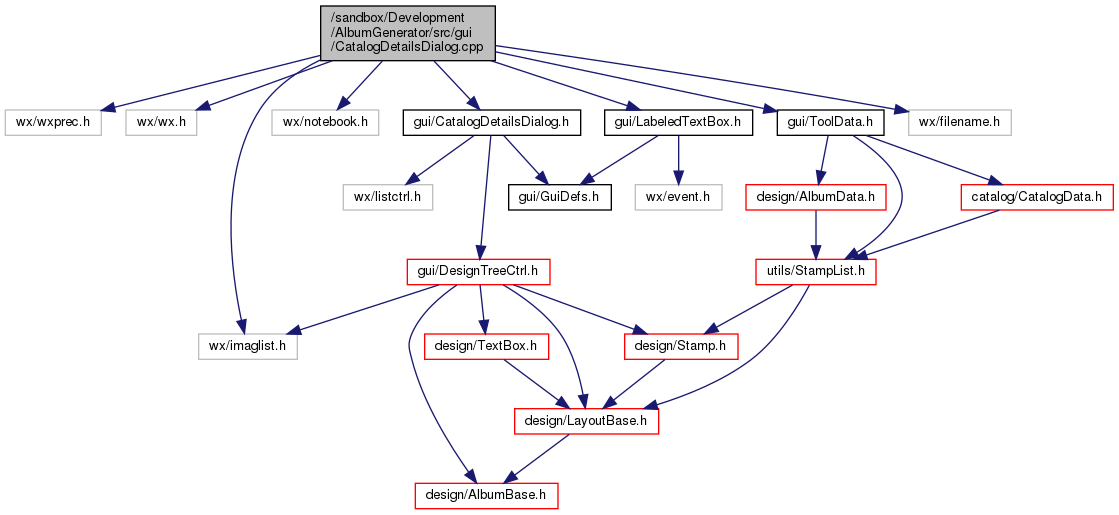 /sandbox/Development
/AlbumGenerator/src/gui
/CatalogDetailsDialog.cpp
wx/wxprec.h
wx/wx.h
wx/notebook.h
gui/CatalogDetailsDialog.h
gui/LabeledTextBox.h
gui/ToolData.h
wx/filename.h
wx/listctrl.h
gui/GuiDefs.h
wx/event.h
design/AlbumData.h
catalog/CatalogData.h
gui/DesignTreeCtrl.h
utils/StampList.h
wx/imaglist.h
design/TextBox.h
design/Stamp.h
design/LayoutBase.h
design/AlbumBase.h